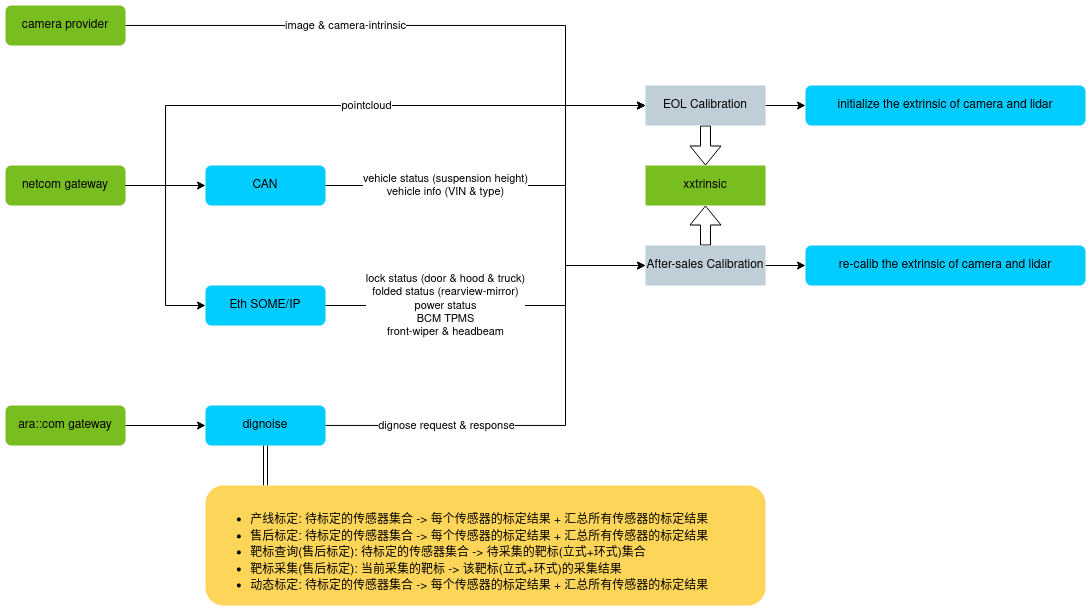 camera provider
image & camera-intrinsic
pointcloud
EOL Calibration
initialize the extrinsic of camera and lidar
netcom gateway
CAN
vehicle status (suspension height)
vehicle info (VIN & type)
xxtrinsic
After-sales Calibration
re-calib the extrinsic of camera and lidar
Eth SOME/IP
lock status (door & hood & truck)
folded status (rearview-mirror)
power status
BCM TPMS
front-wiper & headbeam
ara::com gateway
dignoise
dignose request & response
• 产线标定: 待标定的传感器集合 -> 每个传感器的标定结果 + 汇总所有传感器的标定结果
• 售后标定: 待标定的传感器集合 -> 每个传感器的标定结果 + 汇总所有传感器的标定结果
• 靶标查询(售后标定): 待标定的传感器集合 -> 待采集的靶标(立式+环式)集合
• 靶标采集(售后标定): 当前采集的靶标 -> 该靶标(立式+环式)的采集结果
• 动态标定: 待标定的传感器集合 -> 每个传感器的标定结果 + 汇总所有传感器的标定结果